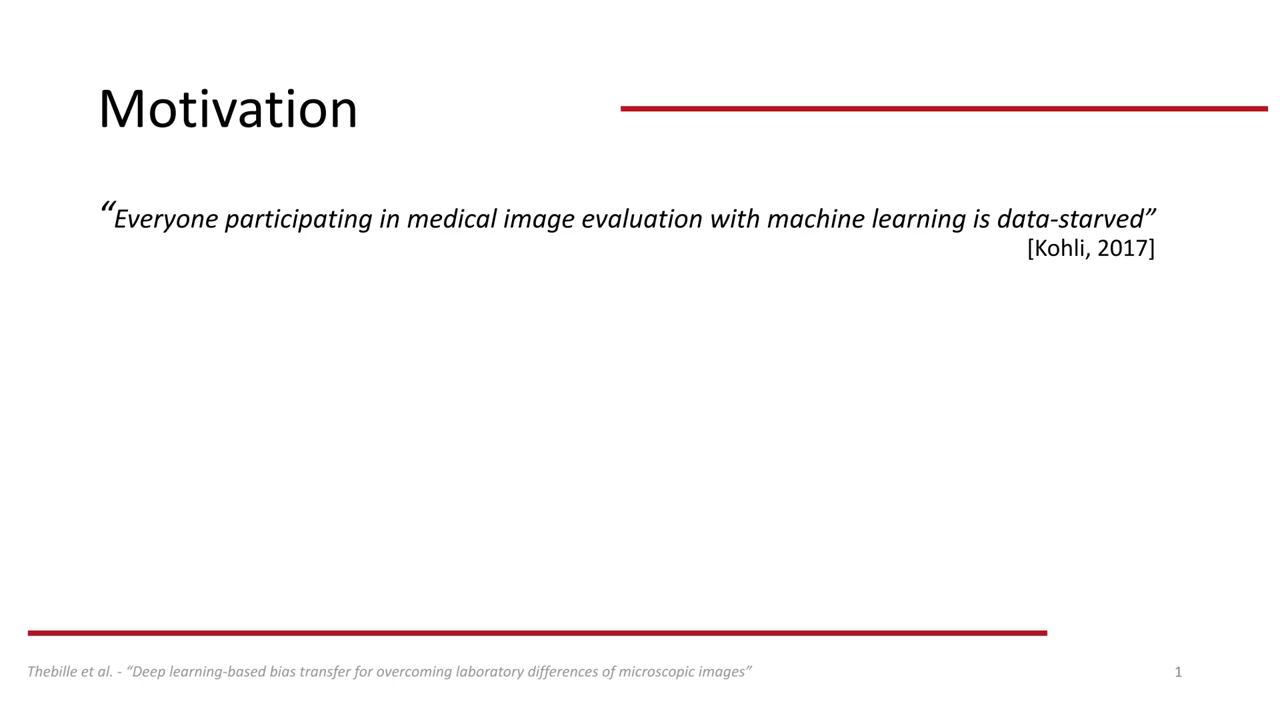 Motivation
“Everyone participating in medical image evaluation with machine learning is data-starved”
[Kohli, 2017]
Thebille et al. - “Deep learning-based bias transfer for overcoming laboratory differences of microscopic images”
1